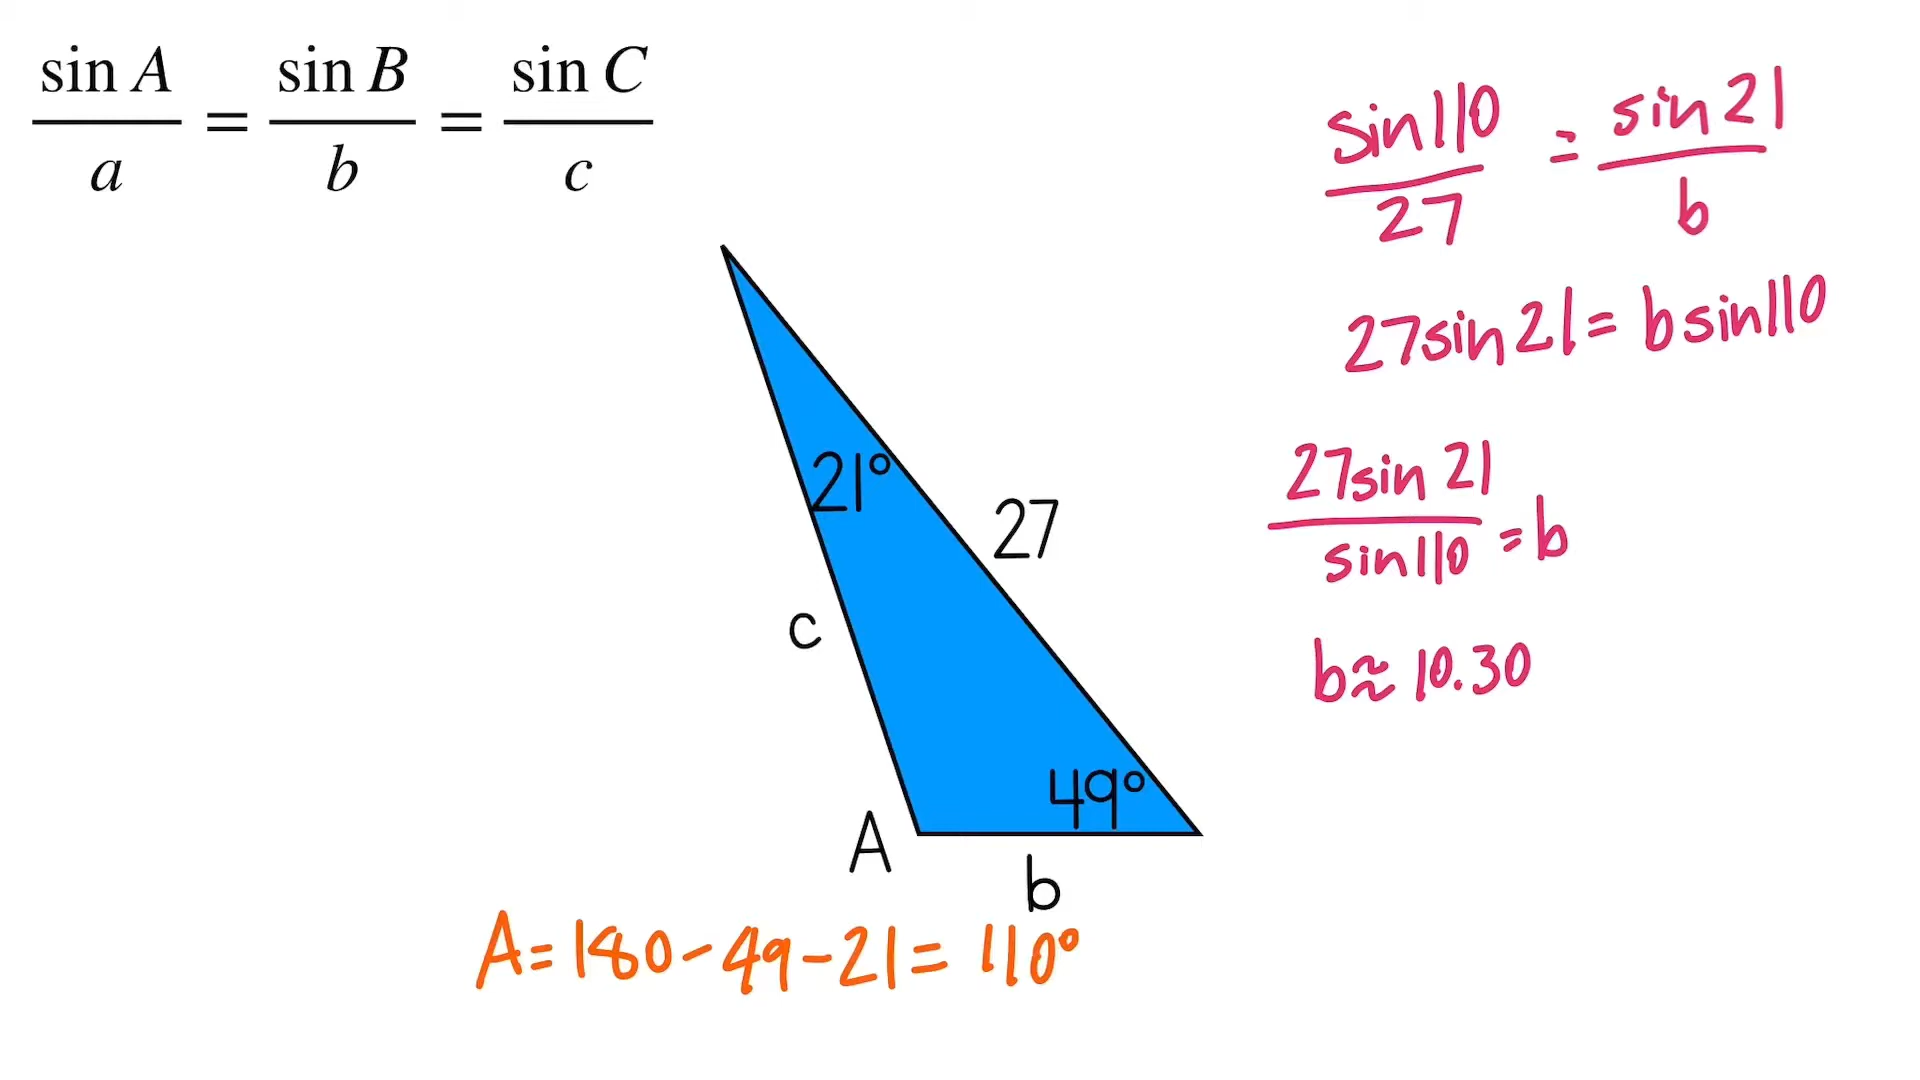 sin A / a = sin B / b = sin C / c
sin110 / 27 = sin21 / b
27sin21 = bsin110
27sin21 / sin110 = b
b ≈ 10.30
21°
27
c
49°
A
b
A = 180 - 49 - 21 = 110°